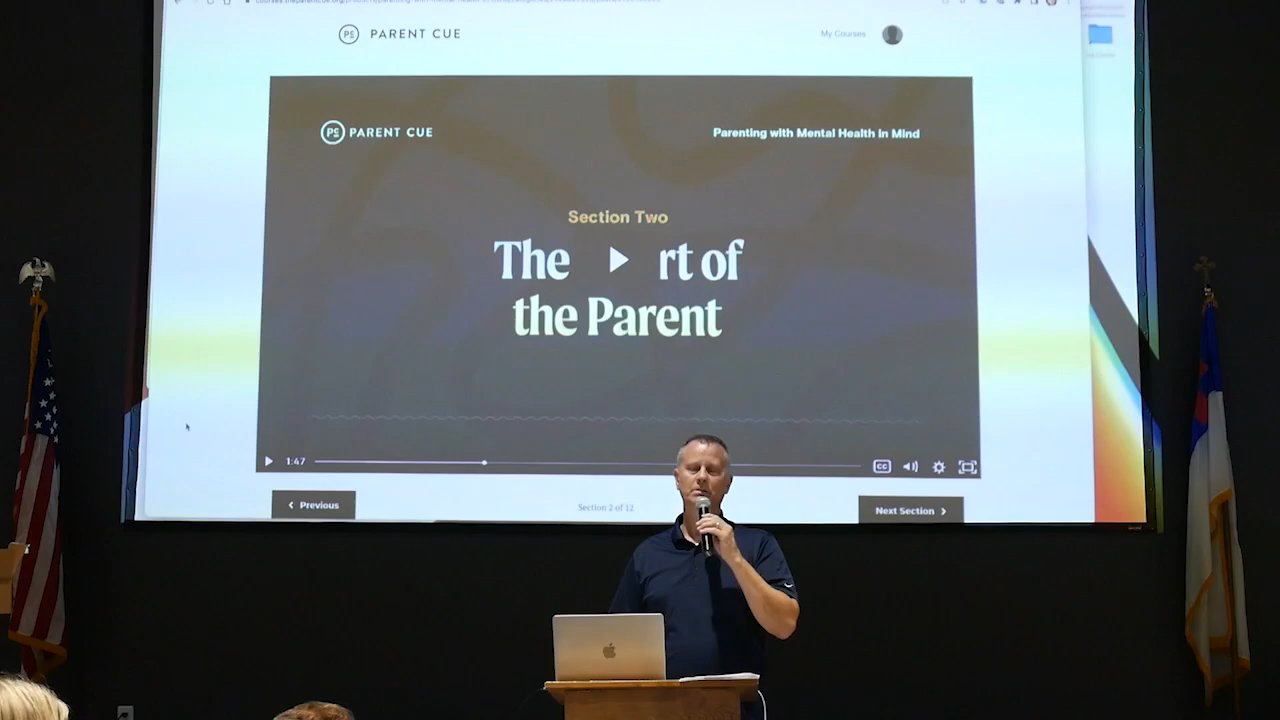 PARENT CUE
My Courses
PARENT CUE
Parenting with Mental Health in Mind
Section Two
The rt of
the Parent
1:47
CC
Previous
Section 2 of 12
Next Section